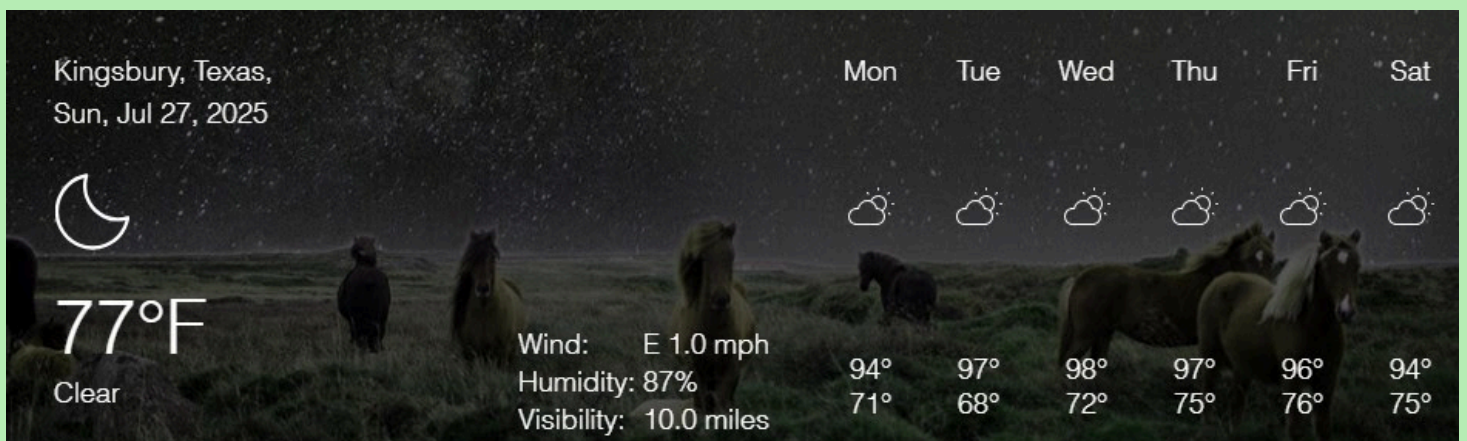 Kingsbury, Texas,
Sun, Jul 27, 2025
77°F
Clear
Wind: E 1.0 mph
Humidity: 87%
Visibility: 10.0 miles
Mon Tue Wed Thu Fri Sat
94° 97° 98° 97° 96° 94°
71° 68° 72° 75° 76° 75°